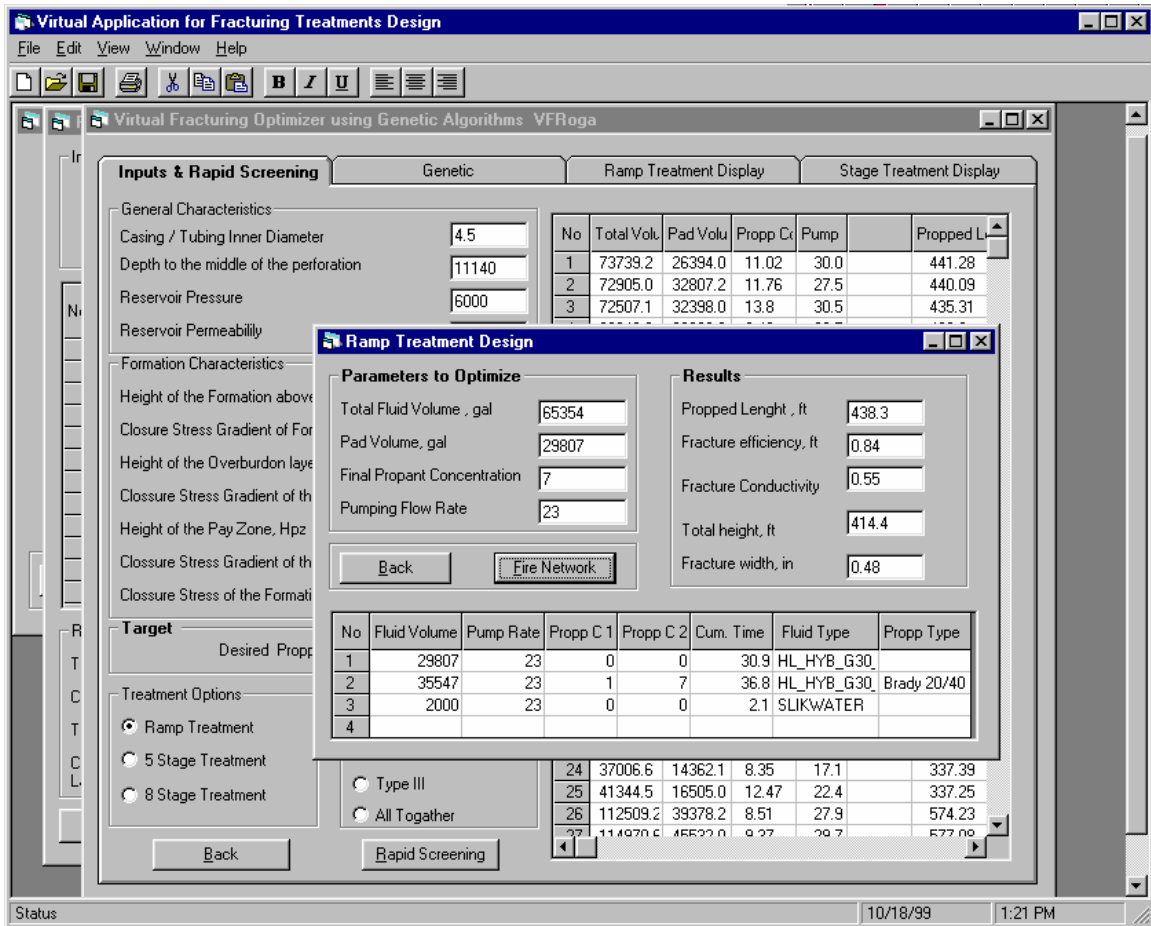 Virtual Application for Fracturing Treatments Design
File Edit View Window Help
B I U
Virtual Fracturing Optimizer using Genetic Algorithms VFRoga
Inputs & Rapid Screening Genetic Ramp Treatment Display Stage Treatment Display
General Characteristics
Casing / Tubing Inner Diameter 4.5
Depth to the middle of the perforation 11140
Reservoir Pressure 6000
Reservoir Permeabilily
No Total Volu Pad Volu Propp Co Pump Propped L
1 73739.2 26394.0 11.02 30.0 441.28
2 72905.0 32807.2 11.76 27.5 440.09
3 72507.1 32398.0 13.8 30.5 435.31
Formation Characteristics
Height of the Formation above
Closure Stress Gradient of For
Height of the Overburdon laye
Clossure Stress Gradient of th
Height of the Pay Zone, Hpz
Clossure Stress Gradient of th
Clossure Stress of the Formati
Ramp Treatment Design
Parameters to Optimize
Total Fluid Volume , gal 65354
Pad Volume, gal 29807
Final Propant Concentration 7
Pumping Flow Rate 23
Back Fire Network
Results
Propped Lenght , ft 438.3
Fracture efficiency, ft 0.84
Fracture Conductivity 0.55
Total height, ft 414.4
Fracture width, in 0.48
No Fluid Volume Pump Rate Propp C 1 Propp C 2 Cum. Time Fluid Type Propp Type
1 29807 23 0 0 30.9 HL_HYB_G30_
2 35547 23 1 7 36.8 HL_HYB_G30_ Brady 20/40
3 2000 23 0 0 2.1 SLIKWATER
4
Target
Desired Propp
Treatment Options
Ramp Treatment
5 Stage Treatment
8 Stage Treatment
Type III
All Togather
24 37006.6 14362.1 8.35 17.1 337.39
25 41344.5 16505.0 12.47 22.4 337.25
26 112509.2 39378.2 8.51 27.9 574.23
Back Rapid Screening
Status 10/18/99 1:21 PM